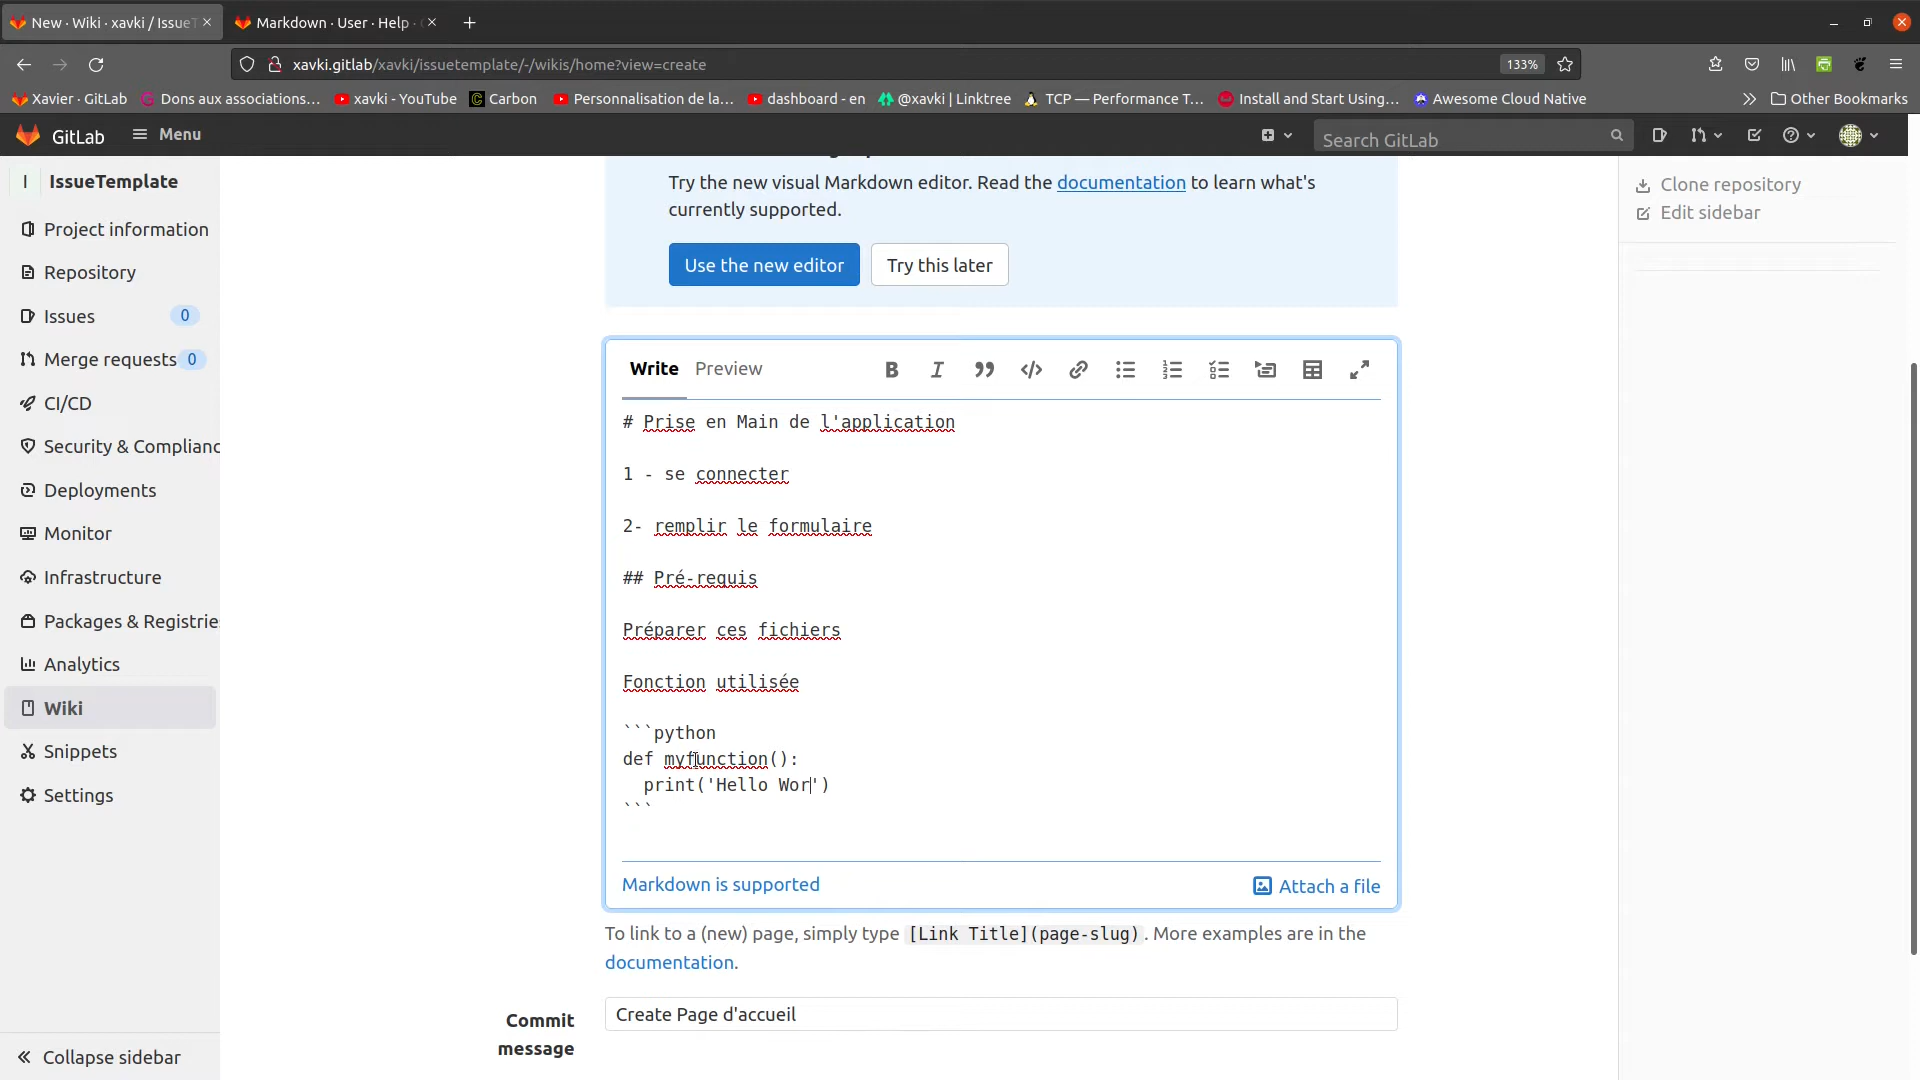 New · Wiki · xavki / Issue
Markdown · User · Help ·
xavki.gitlab/xavki/issuetemplate/-/wikis/home?view=create
133%
Xavier · GitLab
Dons aux associations…
xavki - YouTube
Carbon
Personnalisation de la…
dashboard - en
@xavki | Linktree
TCP — Performance T…
Install and Start Using…
Awesome Cloud Native
Other Bookmarks
GitLab
Menu
Search GitLab
I IssueTemplate
Project information
Repository
Issues 0
Merge requests 0
CI/CD
Security & Complianc
Deployments
Monitor
Infrastructure
Packages & Registrie
Analytics
Wiki
Snippets
Settings
Collapse sidebar
Try the new visual Markdown editor. Read the documentation to learn what's
currently supported.
Use the new editor
Try this later
Write Preview
# Prise en Main de l'application
1 - se connecter
2- remplir le formulaire
## Pré-requis
Préparer ces fichiers
Fonction utilisée
```python
def myfunction():
print('Hello Wor')
```
Markdown is supported
Attach a file
To link to a (new) page, simply type [Link Title](page-slug). More examples are in the
documentation.
Commit
message
Create Page d'accueil
Clone repository
Edit sidebar